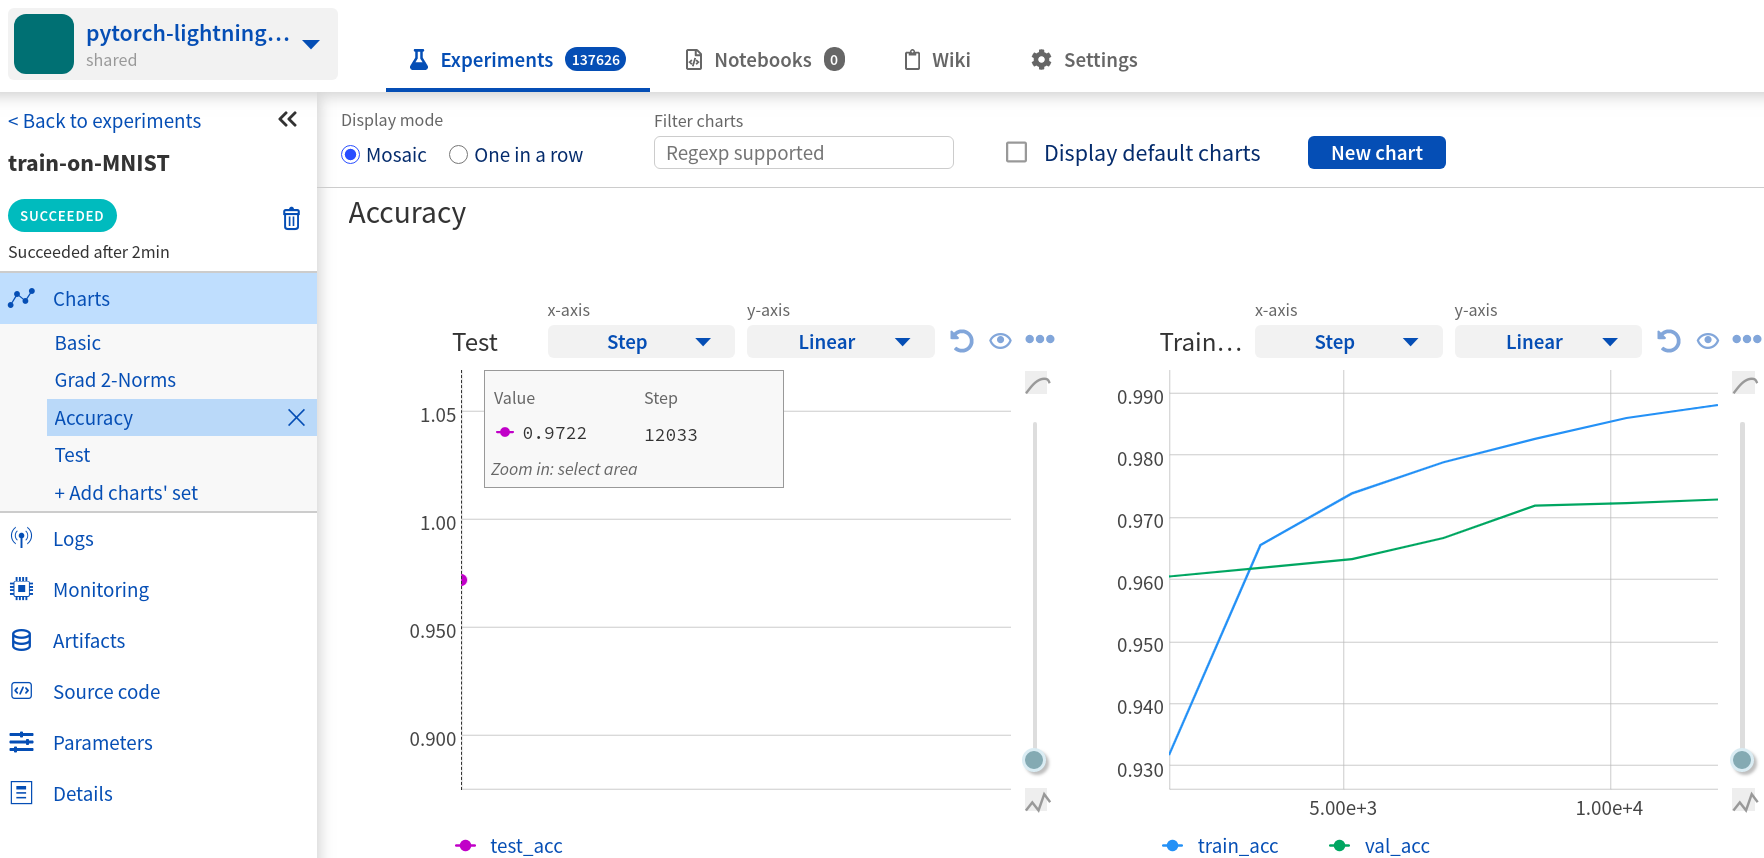 pytorch-lightning...
shared
Experiments 137626
Notebooks 0
Wiki
Settings
< Back to experiments
train-on-MNIST
SUCCEEDED
Succeeded after 2min
Charts
Basic
Grad 2-Norms
Accuracy
Test
+ Add charts' set
Logs
Monitoring
Artifacts
Source code
Parameters
Details
Display mode
Mosaic
One in a row
Filter charts
Regexp supported
Display default charts
New chart
Accuracy
Test
x-axis
Step
y-axis
Linear
Value Step
0.9722 12033
Zoom in: select area
1.05
1.00
0.950
0.900
test_acc
Train...
x-axis
Step
y-axis
Linear
0.990
0.980
0.970
0.960
0.950
0.940
0.930
5.00e+3 1.00e+4
train_acc val_acc